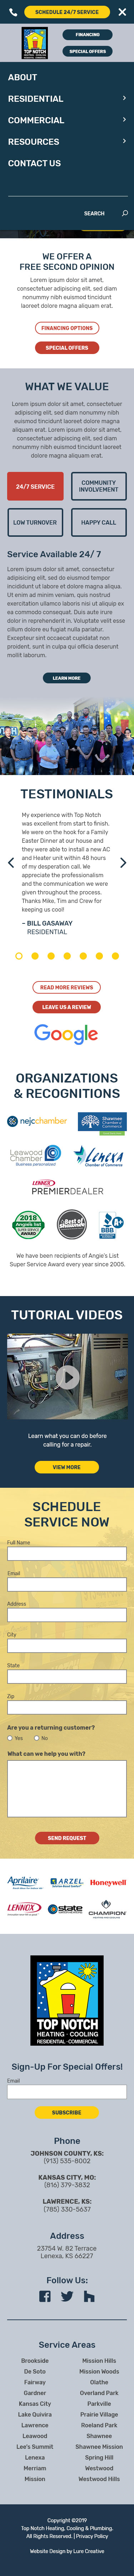 SCHEDULE 24/7 SERVICE
TOP NOTCH
FINANCING
SPECIAL OFFERS
ABOUT
RESIDENTIAL
COMMERCIAL
RESOURCES
CONTACT US
SEARCH
WE OFFER A
FREE SECOND OPINION
Lorem ipsum dolor sit amet,
consectetur adipiscing elit, sed diam
nonummy nibh euismod tincidunt
laoreet dolore magna aliquam erat.
FINANCING OPTIONS
SPECIAL OFFERS
WHAT WE VALUE
Lorem ipsum dolor sit amet, consectetur
adipiscing elit, sed diam nonummy nibh
euismod tincidunt laoreet dolore magna
aliquam erat. Lorem ipsum dolor sit
amet, consectetur adipiscing elit, sed
diam nonummy nibh euismod tincidunt
laoreet dolore magna aliquam erat.
24/7 SERVICE
COMMUNITY
INVOLVEMENT
LOW TURNOVER
HAPPY CALL
Service Available 24/ 7
Lorem ipsum dolor sit amet, consectetur
adipiscing elit, sed do eiusmod tempor
incididunt ut labore et dolore magna aliqua.
Ut enim ad minim veniam, quis nostrud
exercitation ullamco laboris nisi ut aliquip ex
ea commodo consequat. Duis aute irure
dolor in reprehenderit in. Voluptate velit esse
cillum dolore eu fugiat nulla pariatur.
Excepteur sint occaecat cupidatat non
proident, sunt in culpa qui officia deserunt
mollit laborum.
LEARN MORE
TESTIMONIALS
My experience with Top Notch
was excellent from start to finish.
We were on the hook for a Family
Easter Dinner at our house and
they were able to install a new AC
and Heater unit within 48 hours
of my desperation call. We
appreciate the professionalism
and the communication we were
given throughout the process.
Thanks Mike, Tim and Crew for
keeping us cool!
~ BILL GASAWAY
RESIDENTIAL
READ MORE REVIEWS
LEAVE US A REVIEW
Google
ORGANIZATIONS
& RECOGNITIONS
nejcchamber
Shawnee
Chamber of
Commerce
Leawood
Chamber
Business personalized
Lenexa
Chamber of Commerce
LENNOX
PREMIERDEALER
2018
Angie's list
SUPER SERVICE
AWARD
Best of
Shawnee
BBB
A+
We have been recipients of Angie's List
Super Service Award every year since 2005.
TUTORIAL VIDEOS
Learn what you can do before
calling for a repair.
VIEW MORE
SCHEDULE
SERVICE NOW
Full Name
Email
Address
City
State
Zip
Are you a returning customer?
Yes
No
What can we help you with?
SEND REQUEST
Aprilaire
ARZEL
Honeywell
LENNOX
state
CHAMPION
TOP NOTCH
HEATING • COOLING
RESIDENTIAL • COMMERCIAL
Sign-Up For Special Offers!
Email
SUBSCRIBE
Phone
JOHNSON COUNTY, KS:
(913) 535-8002
KANSAS CITY, MO:
(816) 379-3832
LAWRENCE, KS:
(785) 330-5637
Address
23754 W. 82 Terrace
Lenexa, KS 66227
Follow Us:
Service Areas
Brookside
Mission Hills
De Soto
Mission Woods
Fairway
Olathe
Gardner
Overland Park
Kansas City
Parkville
Lake Quivira
Prairie Village
Lawrence
Roeland Park
Leawood
Shawnee
Lee's Summit
Shawnee Mission
Lenexa
Spring Hill
Merriam
Westwood
Mission
Westwood Hills
Copyright ©2019
Top Notch Heating, Cooling & Plumbing.
All Rights Reserved. | Privacy Policy
Website Design by Lure Creative